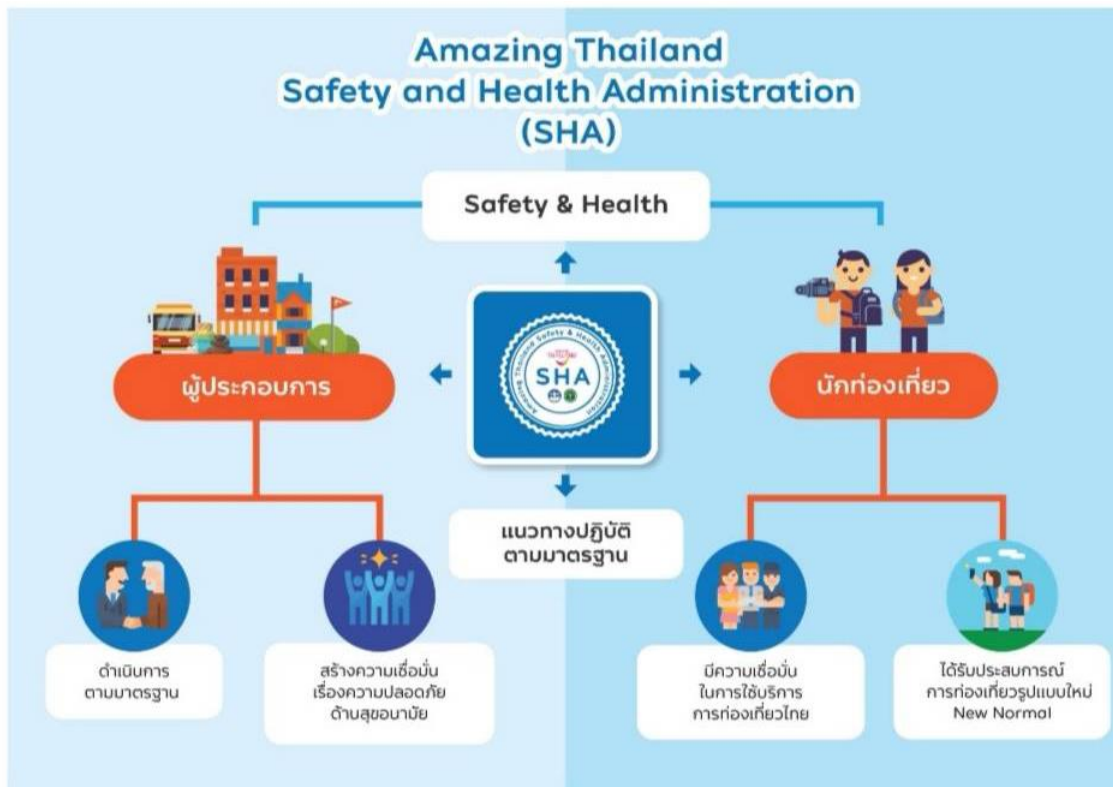 Amazing Thailand
Safety and Health Administration
(SHA)
Safety & Health
ผู้ประกอบการ
Amazing Thailand Safety & Health Administration
SHA
นักท่องเที่ยว
แนวทางปฏิบัติ
ตามมาตรฐาน
ดำเนินการ
ตามมาตรฐาน
สร้างความเชื่อมั่น
เรื่องความปลอดภัย
ด้านสุขอนามัย
มีความเชื่อมั่น
ในการใช้บริการ
การท่องเที่ยวไทย
ได้รับประสบการณ์
การท่องเที่ยวรูปแบบใหม่
New Normal